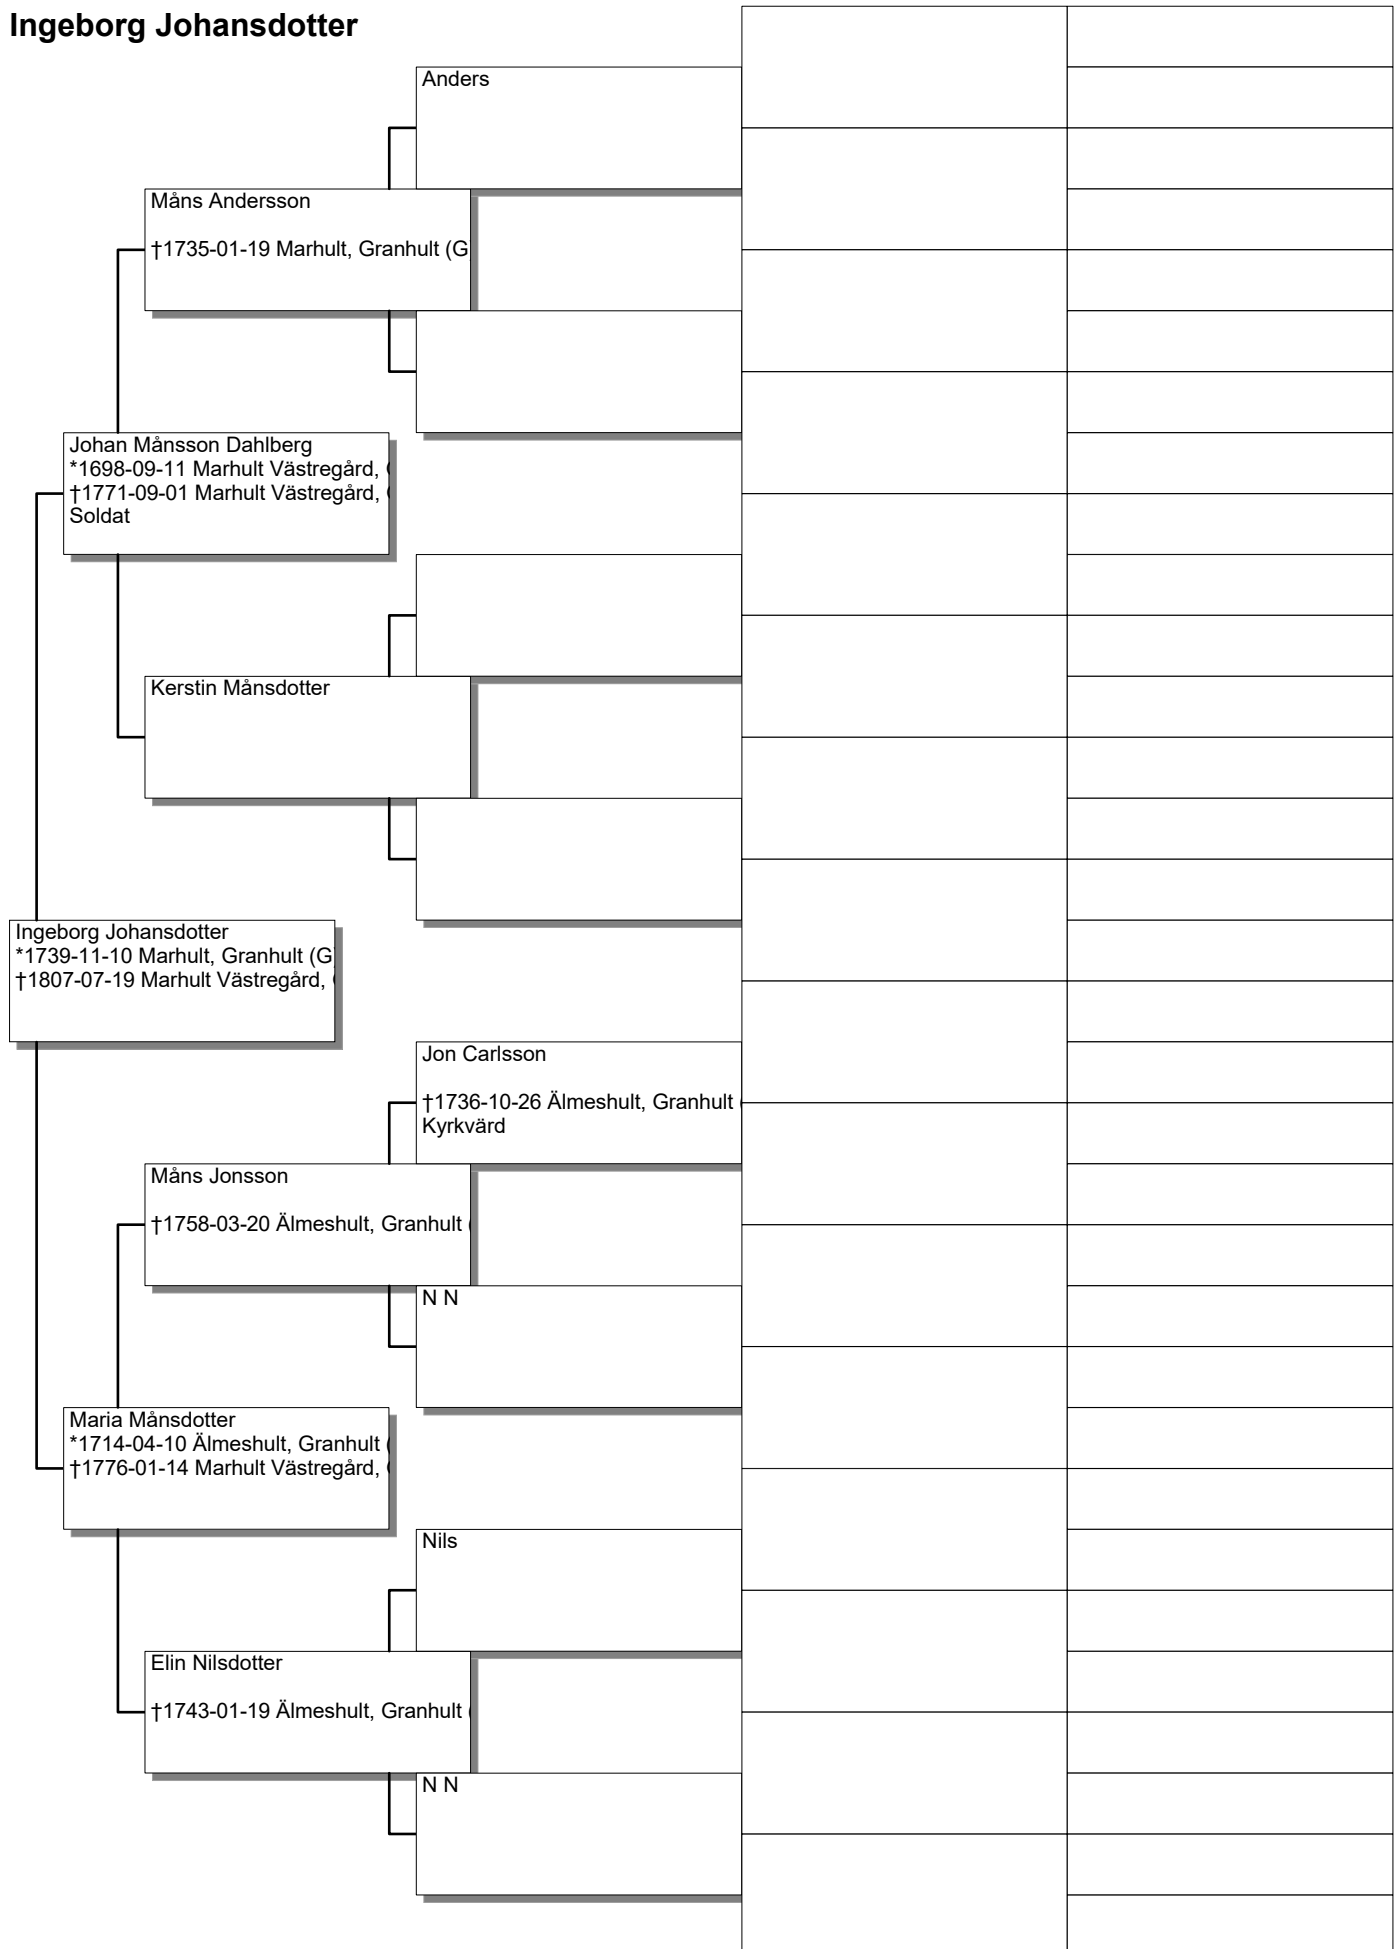 Ingeborg Johansdotter
Anders
Måns Andersson
†1735-01-19 Marhult, Granhult (G
Johan Månsson Dahlberg
*1698-09-11 Marhult Västregård,
†1771-09-01 Marhult Västregård,
Soldat
Kerstin Månsdotter
Ingeborg Johansdotter
*1739-11-10 Marhult, Granhult (G
†1807-07-19 Marhult Västregård,
Jon Carlsson
†1736-10-26 Älmeshult, Granhult (
Kyrkvärd
Måns Jonsson
†1758-03-20 Älmeshult, Granhult (
N N
Maria Månsdotter
*1714-04-10 Älmeshult, Granhult (
†1776-01-14 Marhult Västregård,
Nils
Elin Nilsdotter
†1743-01-19 Älmeshult, Granhult (
N N